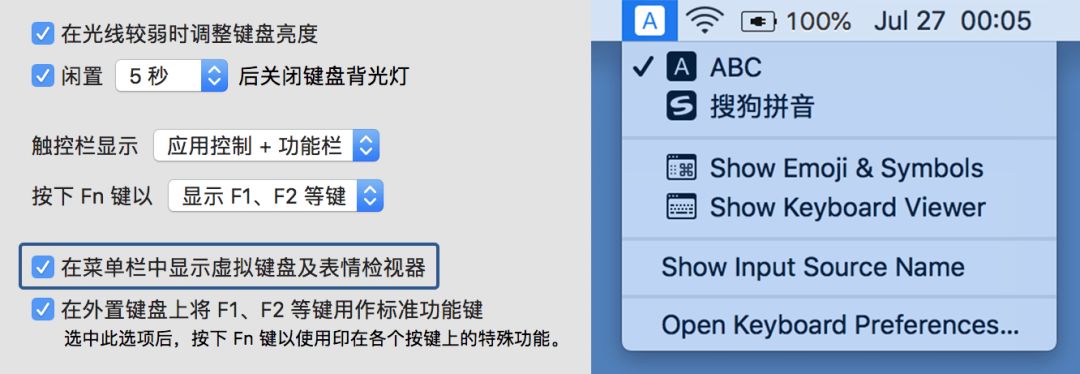 在光线较弱时调整键盘亮度
闲置 5 秒 后关闭键盘背光灯
触控栏显示 应用控制 + 功能栏
按下 Fn 键以 显示 F1、F2 等键
在菜单栏中显示虚拟键盘及表情检视器
在外置键盘上将 F1、F2 等键用作标准功能键
选中此选项后，按下 Fn 键以使用印在各个按键上的特殊功能。
A 100% Jul 27 00:05
A ABC
S 搜狗拼音
Show Emoji & Symbols
Show Keyboard Viewer
Show Input Source Name
Open Keyboard Preferences...